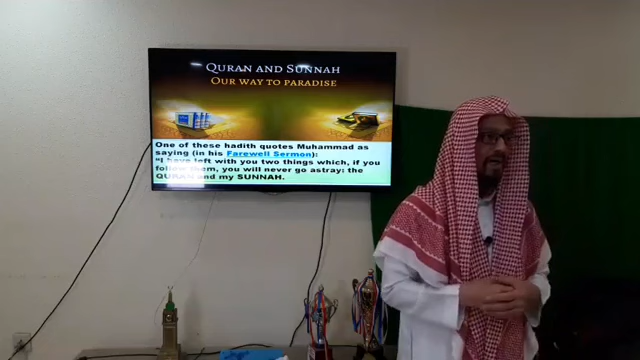 QURAN AND SUNNAH
OUR WAY TO PARADISE
One of these hadith quotes Muhammad as
saying (in his Farewell Sermon):
"I have left with you two things which, if you
follow them, you will never go astray: the
QURAN and my SUNNAH.